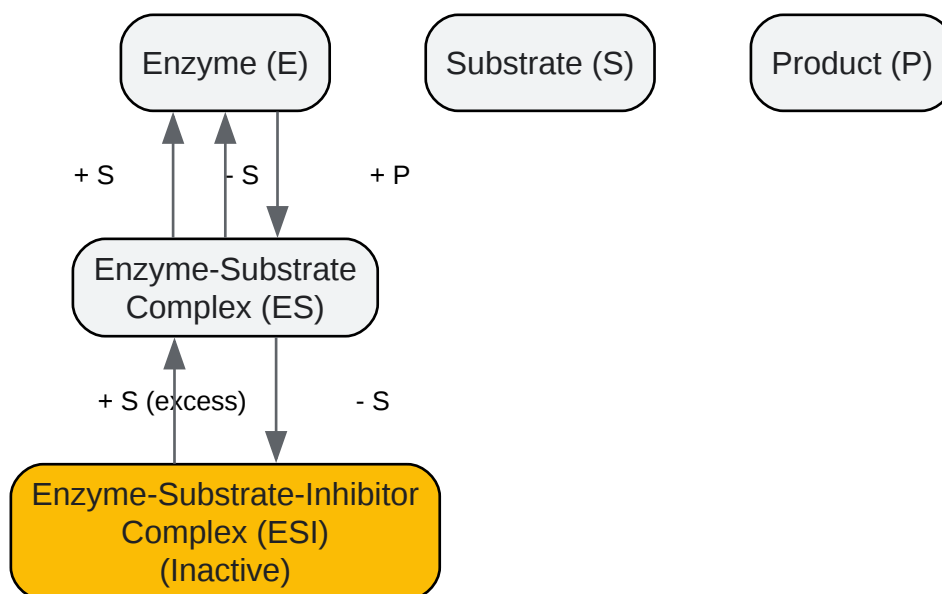 Enzyme (E)
Substrate (S)
Product (P)
+ S
- S
+ P
Enzyme-Substrate
Complex (ES)
+ S (excess)
- S
Enzyme-Substrate-Inhibitor
Complex (ESI)
(Inactive)